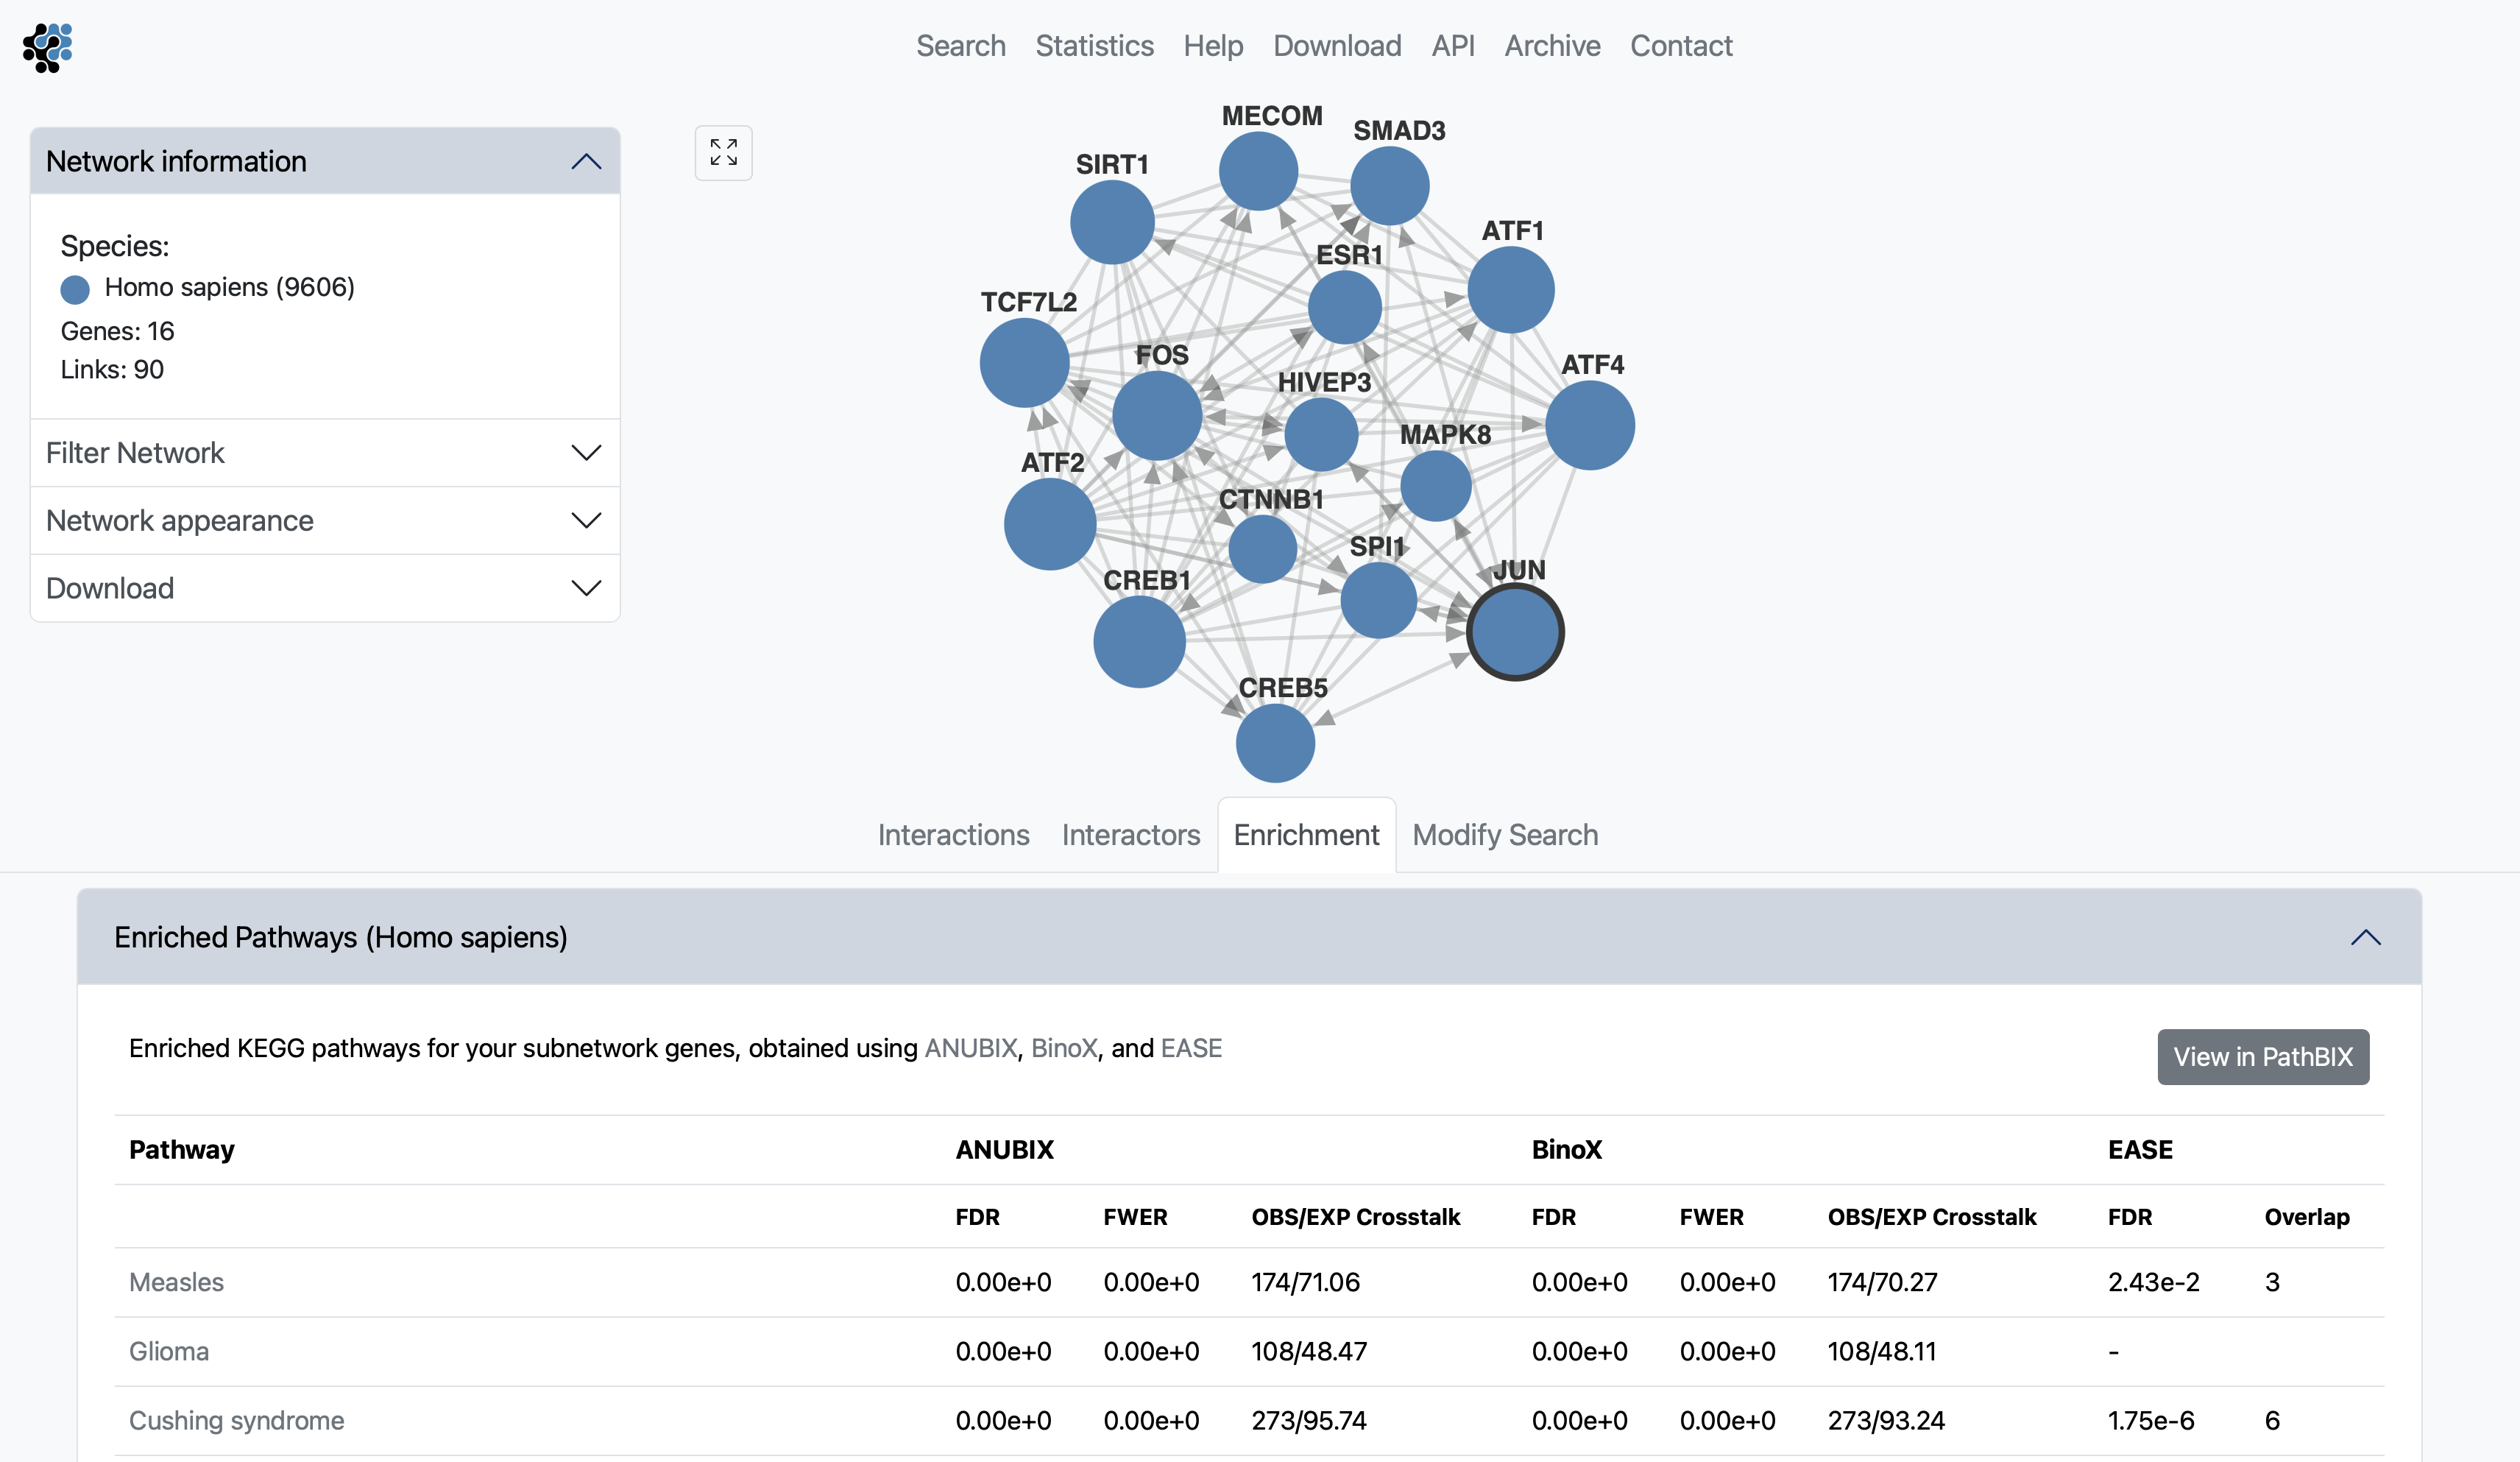 Search Statistics Help Download API Archive Contact
Network information
Species:
Homo sapiens (9606)
Genes: 16
Links: 90
Filter Network
Network appearance
Download
MECOM
SMAD3
SIRT1
ATF1
ESR1
TCF7L2
FOS
ATF4
HIVEP3
MAPK8
ATF2
CTNNB1
SPI1
JUN
CREB1
CREB5
Interactions Interactors Enrichment Modify Search
Enriched Pathways (Homo sapiens)
Enriched KEGG pathways for your subnetwork genes, obtained using ANUBIX, BinoX, and EASE
View in PathBIX
Pathway ANUBIX BinoX EASE
FDR FWER OBS/EXP Crosstalk FDR FWER OBS/EXP Crosstalk FDR Overlap
Measles 0.00e+0 0.00e+0 174/71.06 0.00e+0 0.00e+0 174/70.27 2.43e-2 3
Glioma 0.00e+0 0.00e+0 108/48.47 0.00e+0 0.00e+0 108/48.11 -
Cushing syndrome 0.00e+0 0.00e+0 273/95.74 0.00e+0 0.00e+0 273/93.24 1.75e-6 6